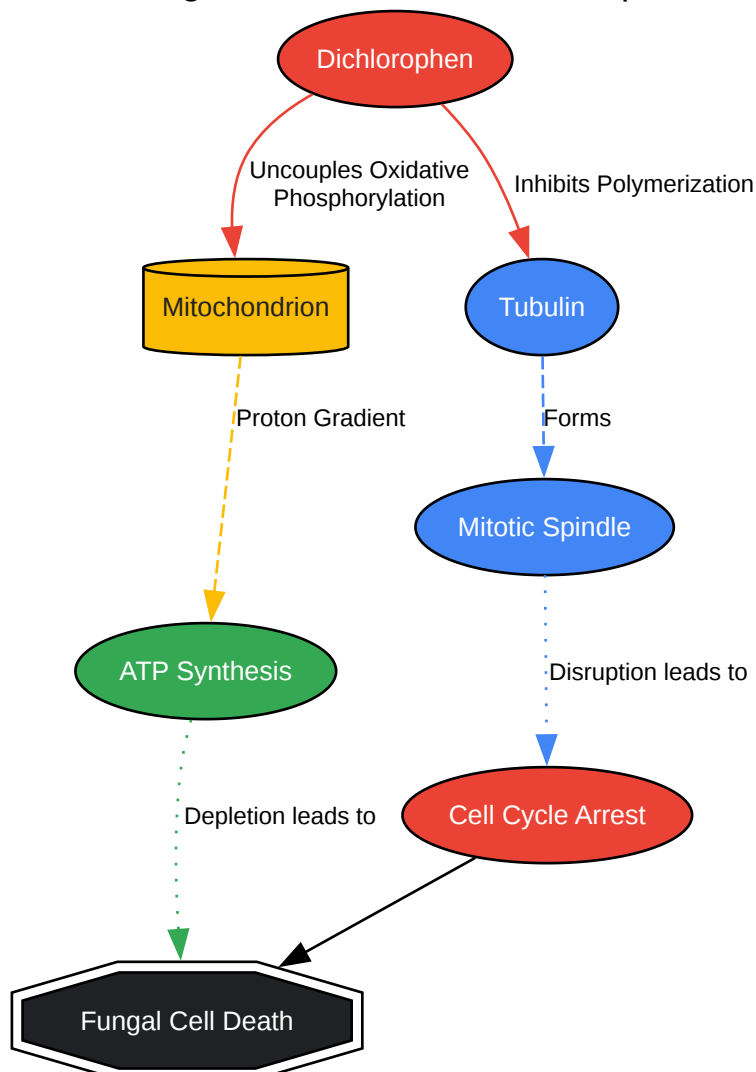 Dichlorophen
Uncouples Oxidative
Phosphorylation
Inhibits Polymerization
Mitochondrion
Tubulin
Proton Gradient
Forms
Mitotic Spindle
ATP Synthesis
Disruption leads to
Depletion leads to
Cell Cycle Arrest
Fungal Cell Death